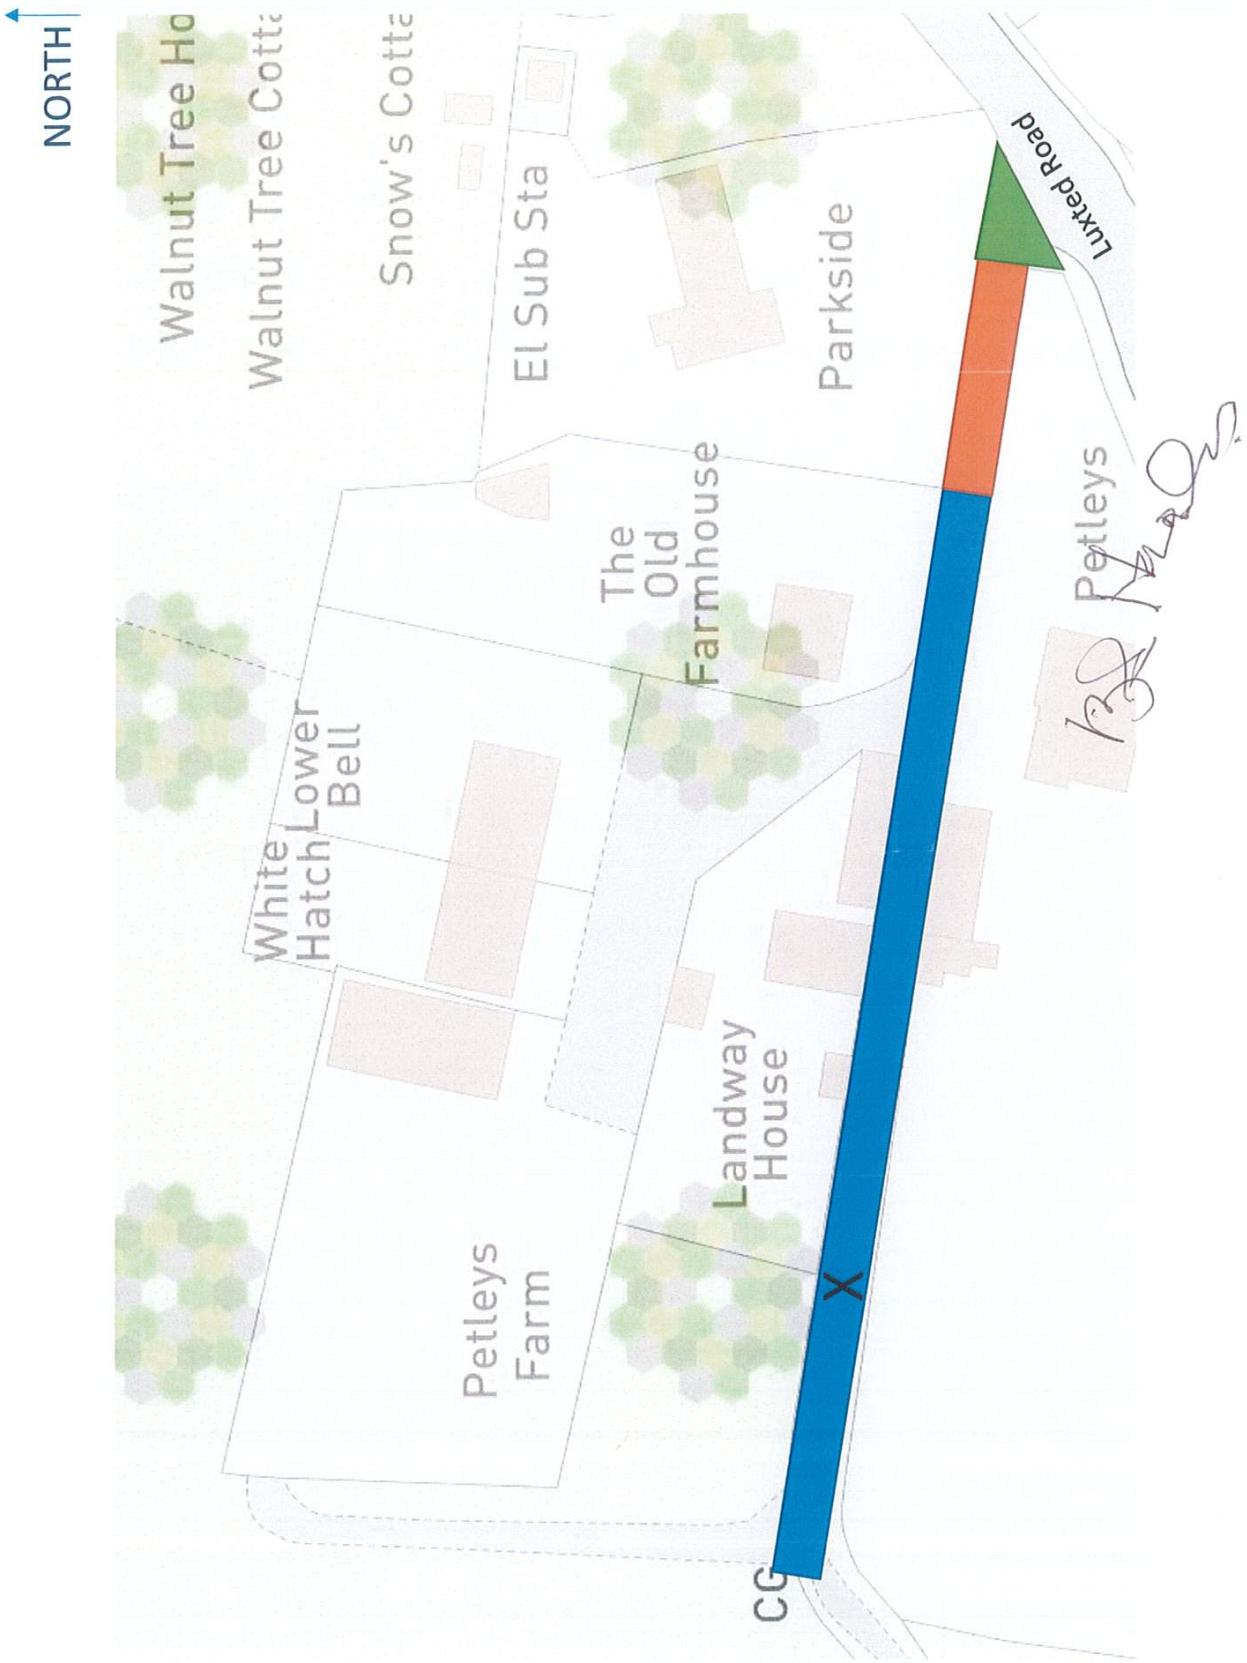 NORTH
Walnut Tree Ho
Walnut Tree Cotta
Snow's Cotta
El Sub Sta
Parkside
Luxted Road
The
Old
Farmhouse
Petleys
White
Hatch
Lower
Bell
Landway
House
Petleys
Farm
X
CG